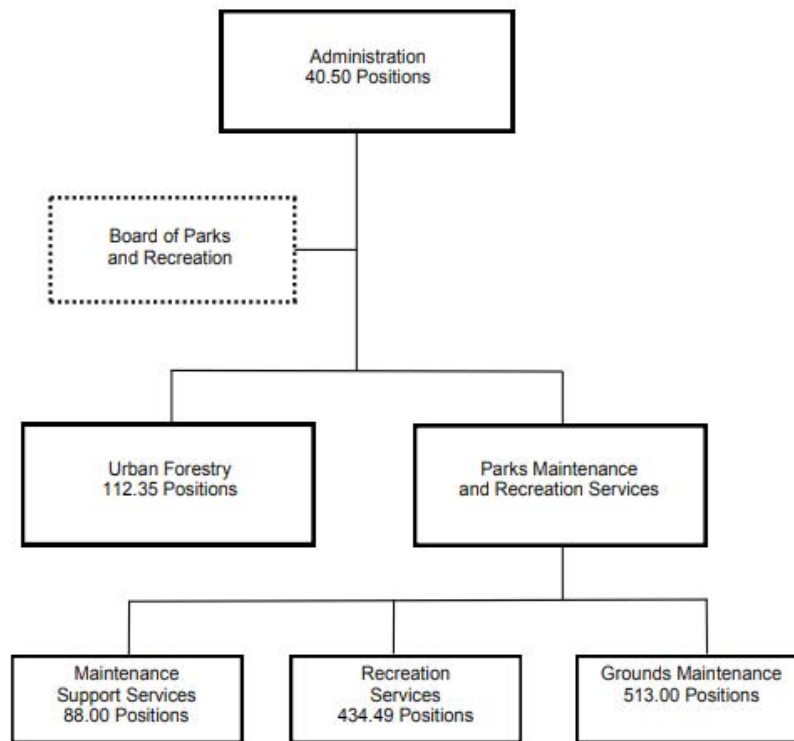 Administration
40.50 Positions
Board of Parks
and Recreation
Urban Forestry
112.35 Positions
Parks Maintenance
and Recreation Services
Maintenance
Support Services
88.00 Positions
Recreation
Services
434.49 Positions
Grounds Maintenance
513.00 Positions